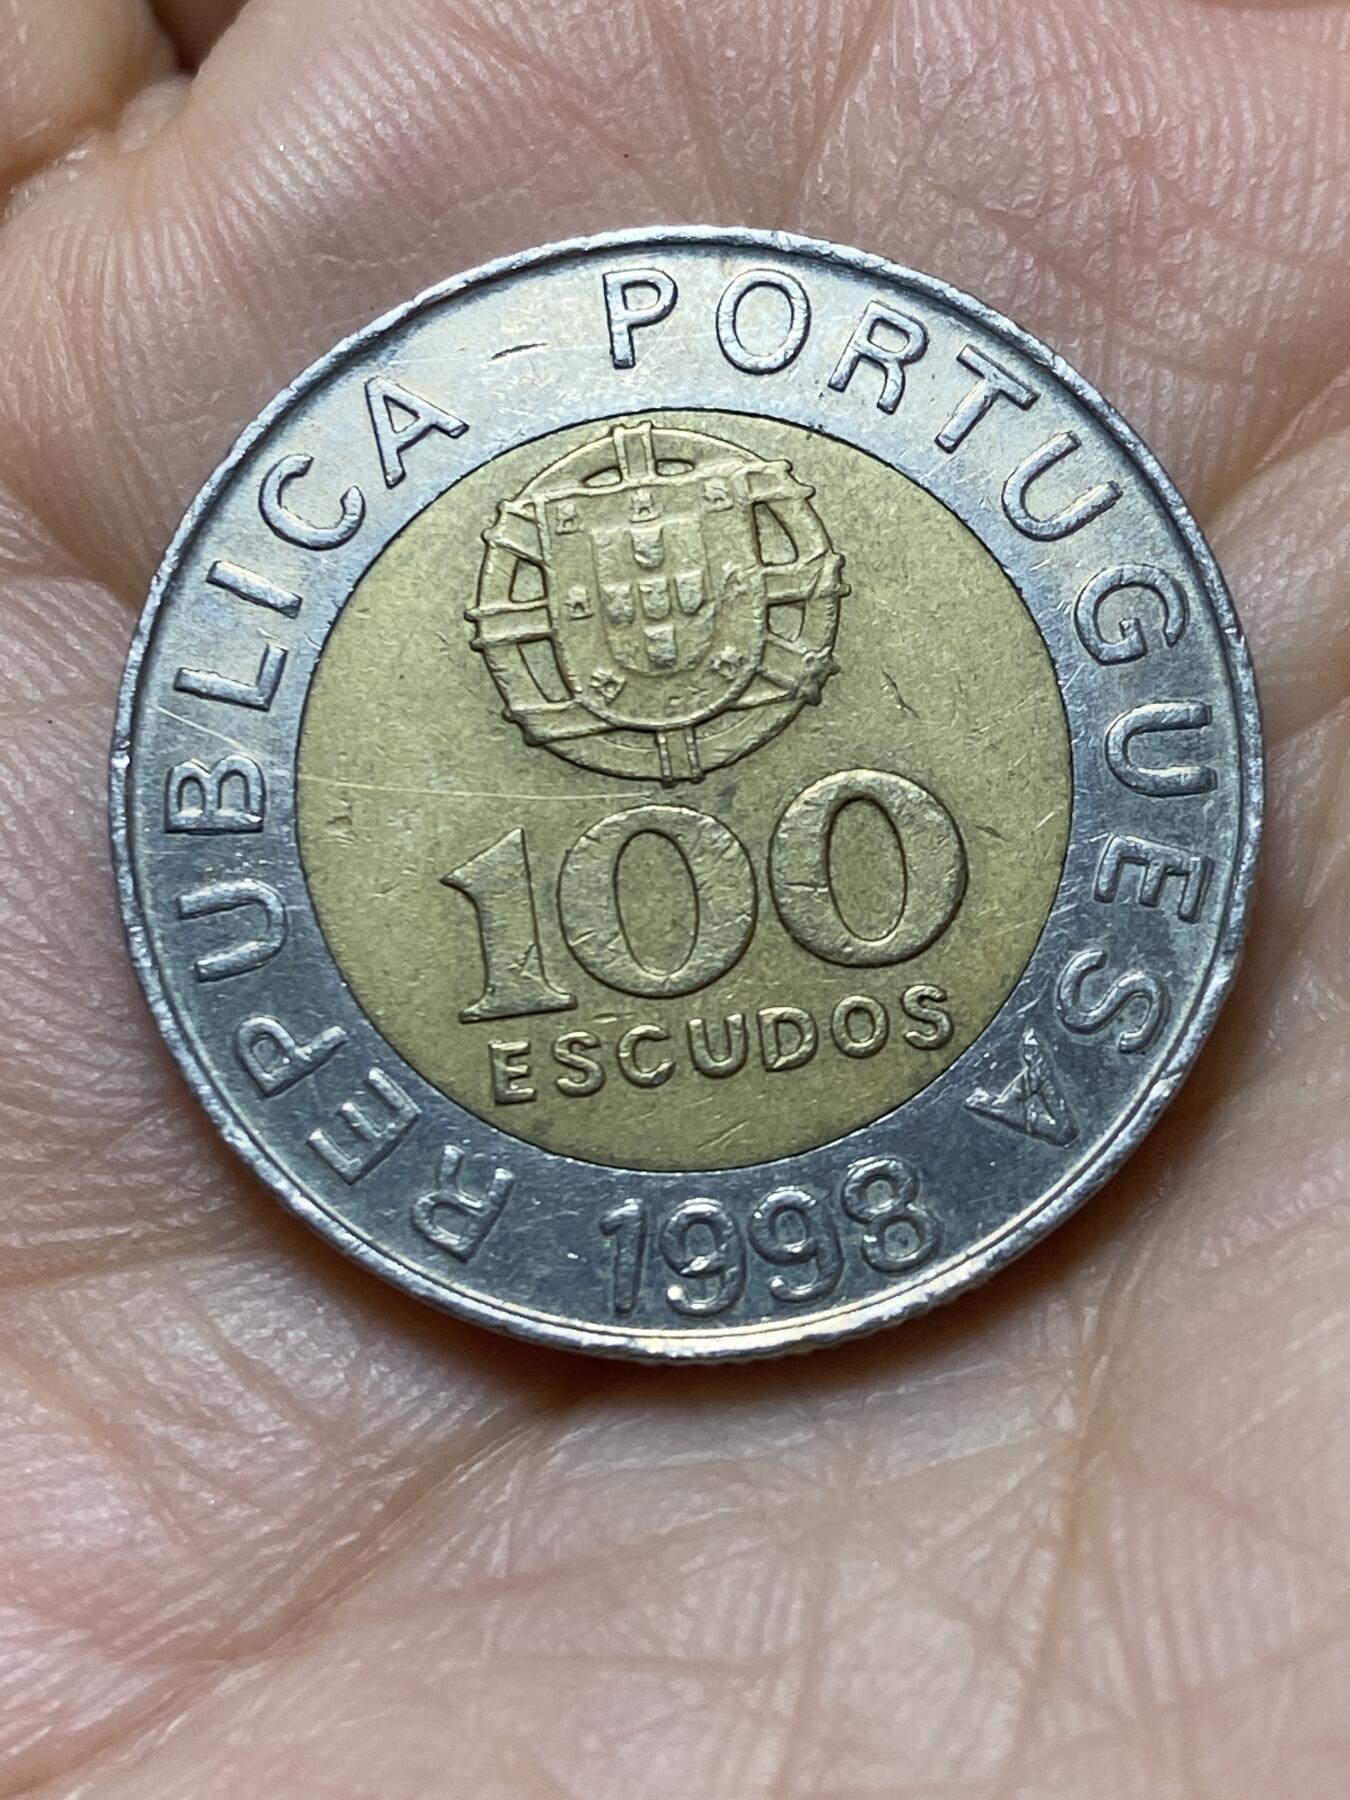 REPUBLICA PORTUGUESA
100
ESCUDOS
1998